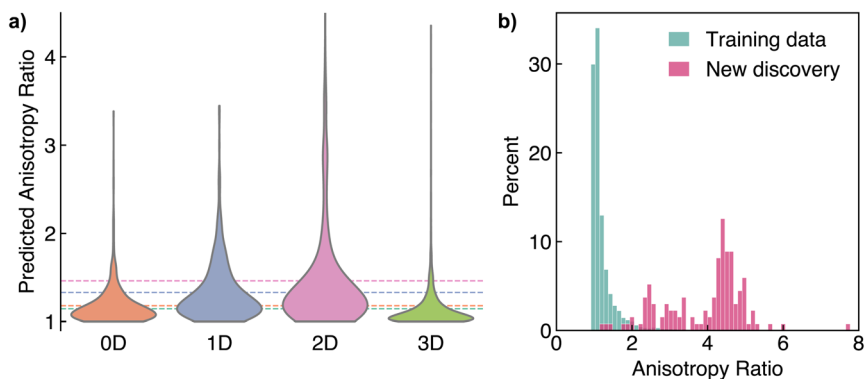 a)
Predicted Anisotropy Ratio
4
3
2
1
0D 1D 2D 3D
b)
Training data
New discovery
Percent
30
20
10
0
0 2 4 6 8
Anisotropy Ratio